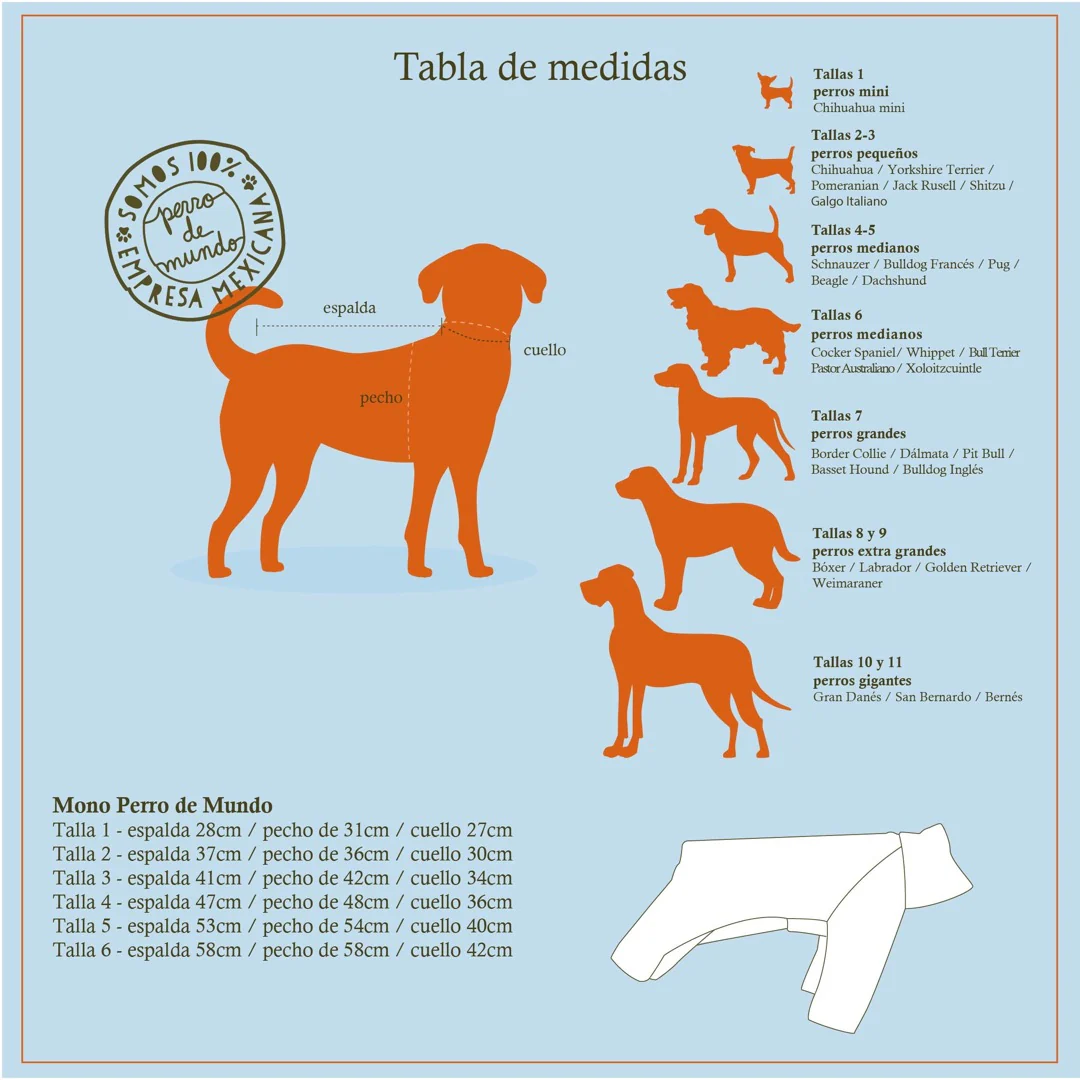 Tabla de medidas
SOMOS 100%
EMPRESA MEXICANA
perro
de
mundo
espalda
cuello
pecho
Tallas 1
perros mini
Chihuahua mini
Tallas 2-3
perros pequeños
Chihuahua / Yorkshire Terrier /
Pomeranian / Jack Rusell / Shitzu /
Galgo Italiano
Tallas 4-5
perros medianos
Schnauzer / Bulldog Francés / Pug /
Beagle / Dachshund
Tallas 6
perros medianos
Cocker Spaniel/ Whippet / Bull Terrier
Pastor Australiano / Xoloitzcuintle
Tallas 7
perros grandes
Border Collie / Dálmata / Pit Bull /
Basset Hound / Bulldog Inglés
Tallas 8 y 9
perros extra grandes
Bóxer / Labrador / Golden Retriever /
Weimaraner
Tallas 10 y 11
perros gigantes
Gran Danés / San Bernardo / Bernés
Mono Perro de Mundo
Talla 1 - espalda 28cm / pecho de 31cm / cuello 27cm
Talla 2 - espalda 37cm / pecho de 36cm / cuello 30cm
Talla 3 - espalda 41cm / pecho de 42cm / cuello 34cm
Talla 4 - espalda 47cm / pecho de 48cm / cuello 36cm
Talla 5 - espalda 53cm / pecho de 54cm / cuello 40cm
Talla 6 - espalda 58cm / pecho de 58cm / cuello 42cm